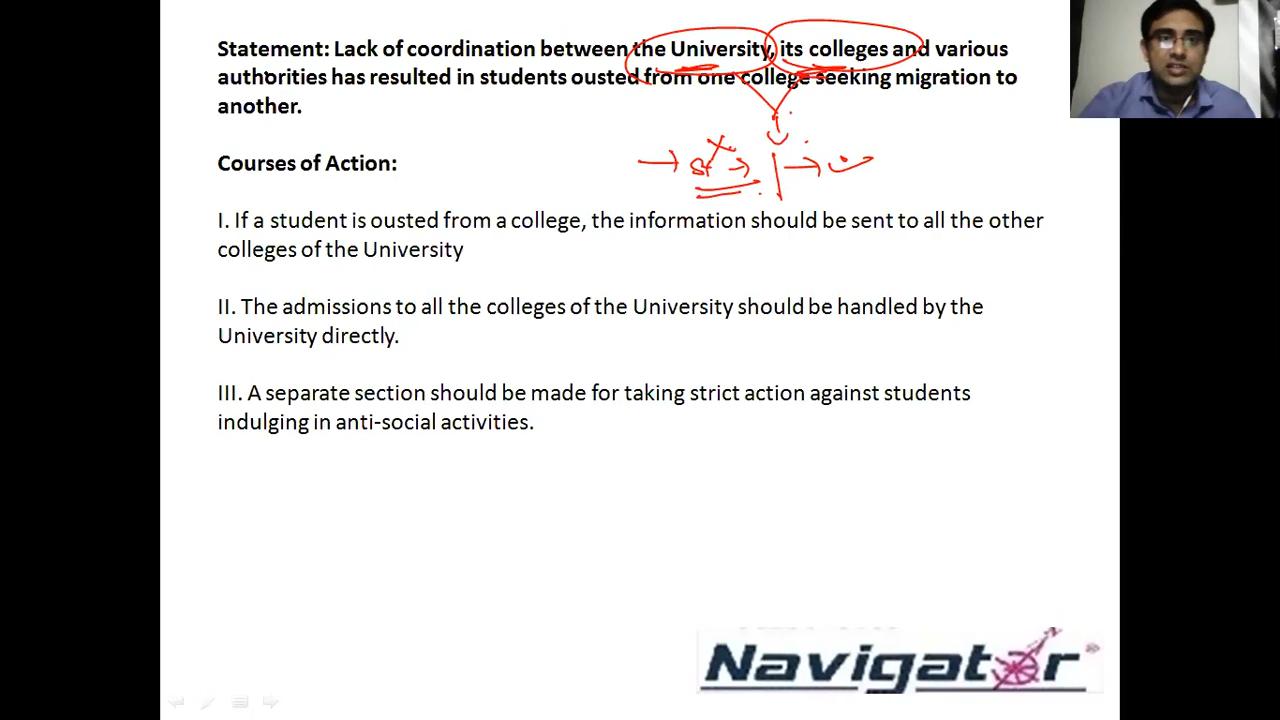 Statement: Lack of coordination between the University, its colleges and various
authorities has resulted in students ousted from one college seeking migration to
another.
Courses of Action:
St
I. If a student is ousted from a college, the information should be sent to all the other
colleges of the University
II. The admissions to all the colleges of the University should be handled by the
University directly.
III. A separate section should be made for taking strict action against students
indulging in anti-social activities.
Navigator